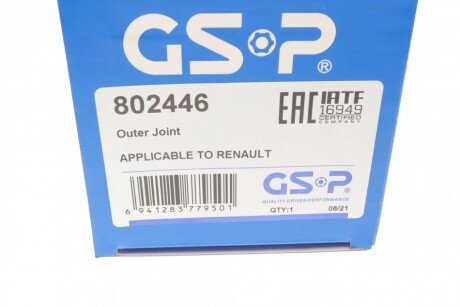 GSP®
802446
Outer Joint
APPLICABLE TO RENAULT
EAC IATF
16949
CERTIFIED
COMPANY
6 941283 779501
GSP®
QUALITY DRIVEN PERFORMANCE
QTY:1 08/21